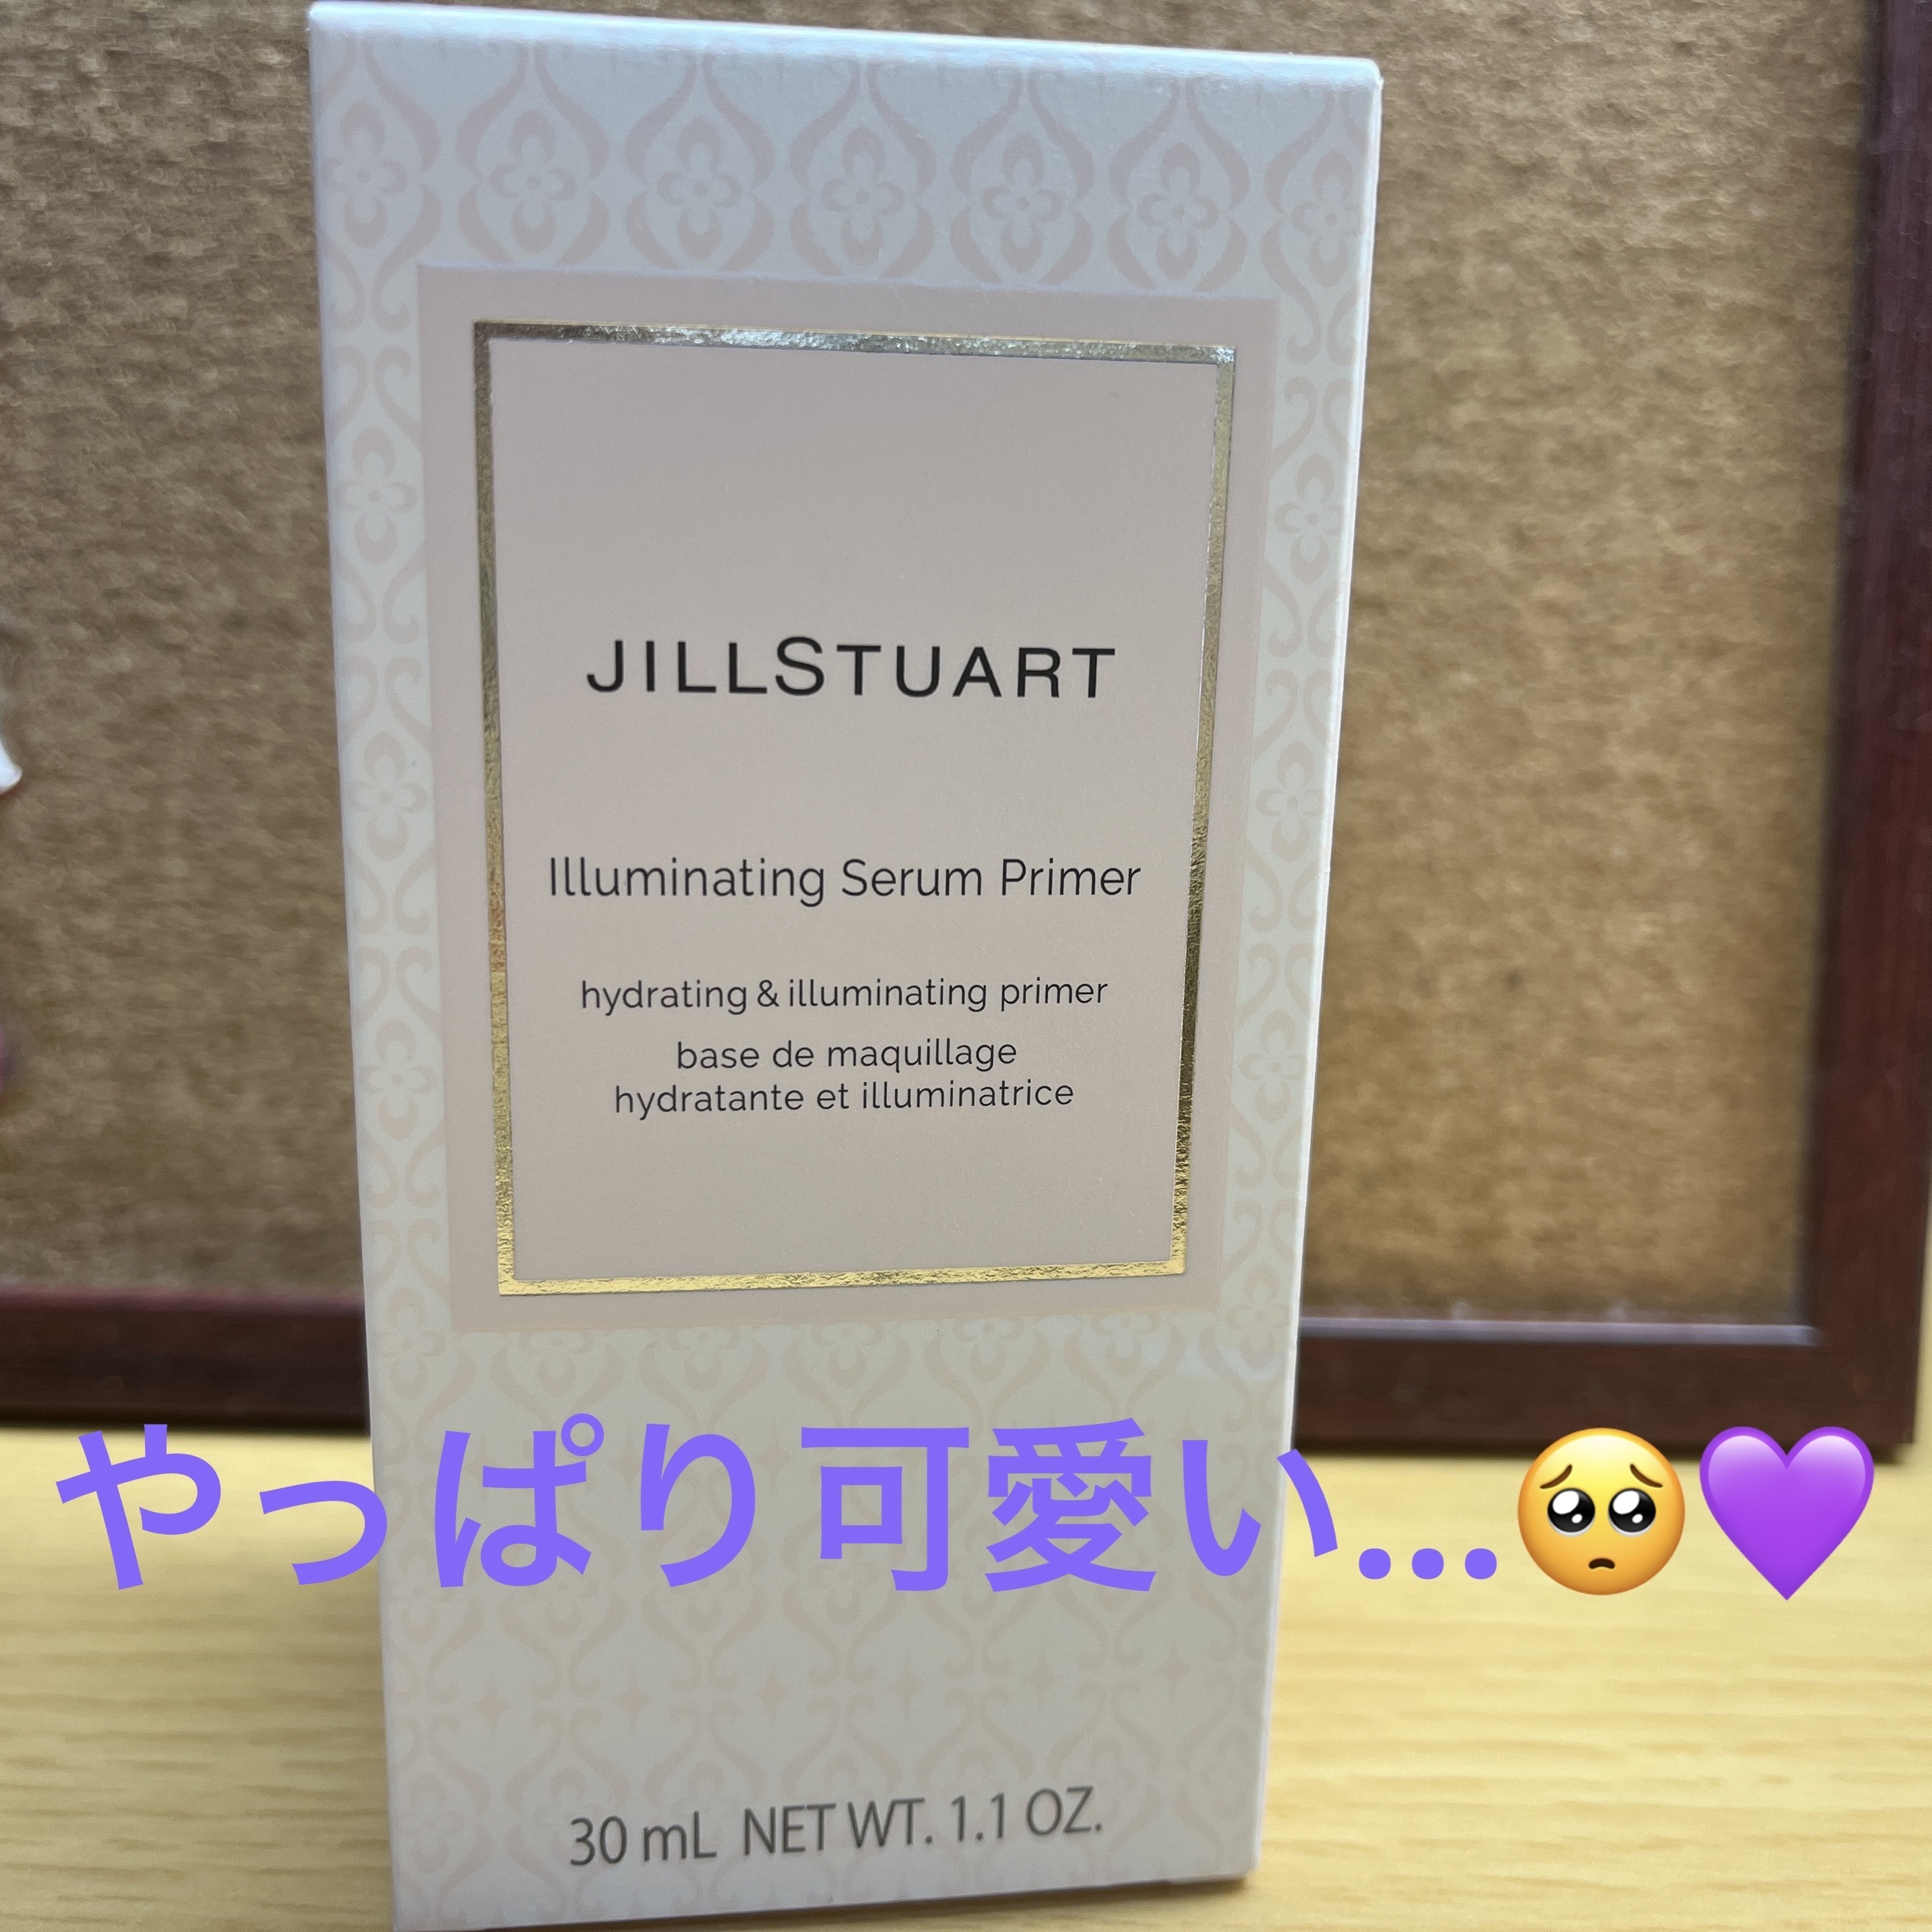 JILLSTUART
Illuminating Serum Primer
hydrating & illuminating primer
base de maquillage
hydratante et illuminatrice
やっぱり可愛い...🥺💜
30 mL NET WT. 1.1 OZ.